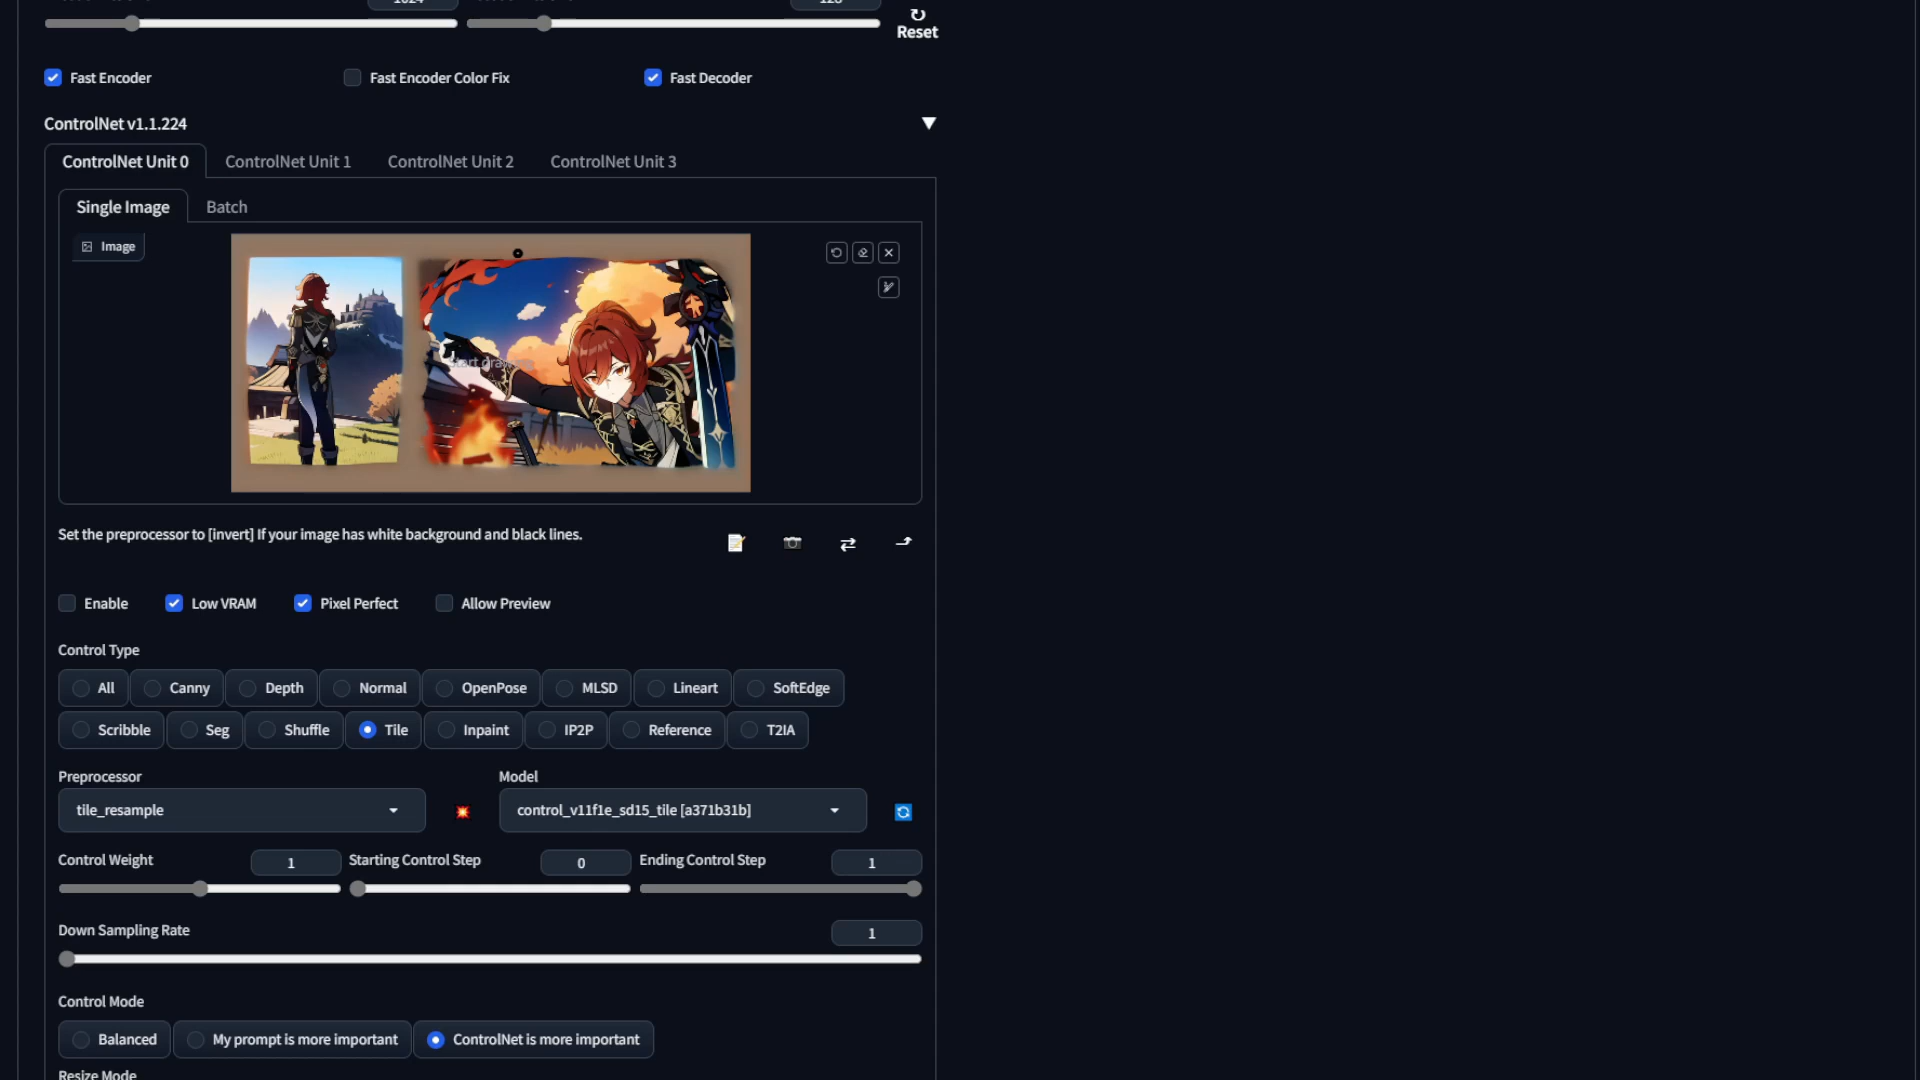 Reset
Fast Encoder Fast Encoder Color Fix Fast Decoder
ControlNet v1.1.224 ▼
ControlNet Unit 0 ControlNet Unit 1 ControlNet Unit 2 ControlNet Unit 3
Single Image Batch
Image
Set the preprocessor to [invert] If your image has white background and black lines.
Enable Low VRAM Pixel Perfect Allow Preview
Control Type
All Canny Depth Normal OpenPose MLSD Lineart SoftEdge
Scribble Seg Shuffle Tile Inpaint IP2P Reference T2IA
Preprocessor Model
tile_resample control_v11f1e_sd15_tile [a371b31b]
Control Weight 1 Starting Control Step 0 Ending Control Step 1
Down Sampling Rate 1
Control Mode
Balanced My prompt is more important ControlNet is more important
Resize Mode